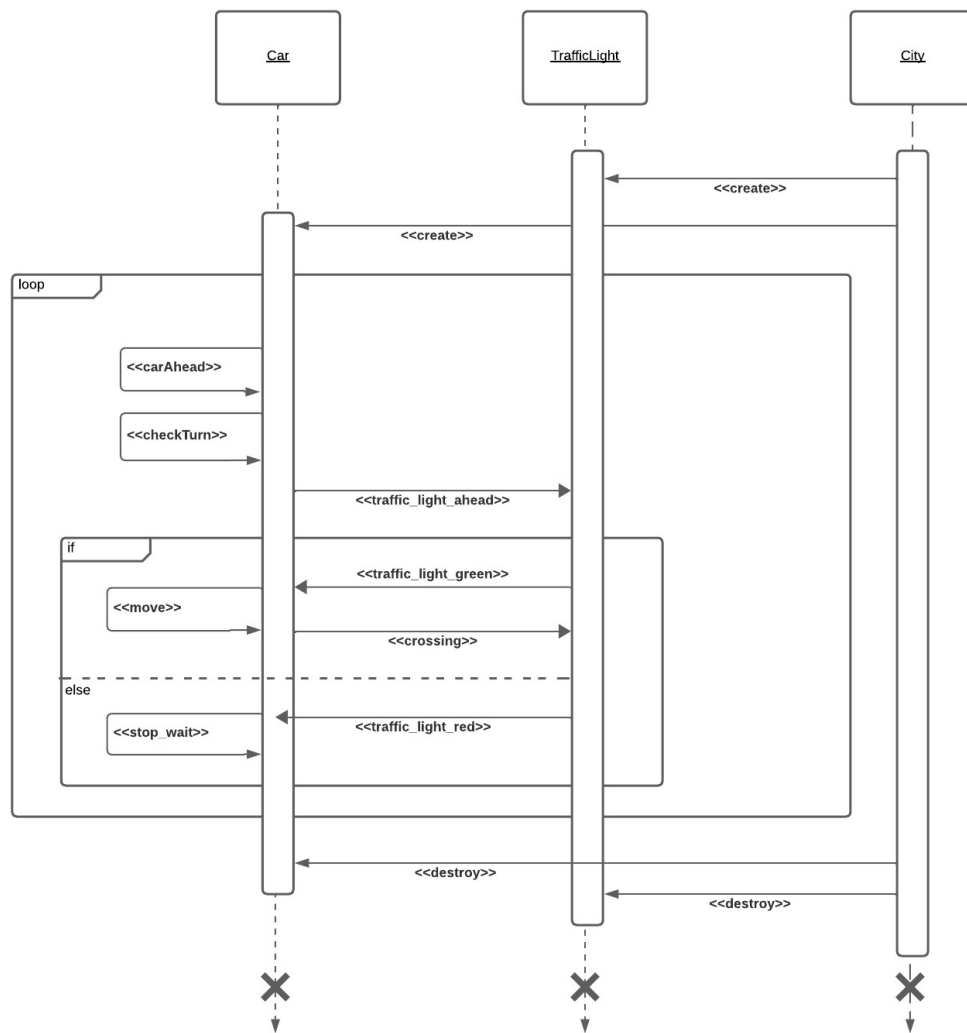 Car
TrafficLight
City
<<create>>
<<create>>
loop
<<carAhead>>
<<checkTurn>>
<<traffic_light_ahead>>
if
<<traffic_light_green>>
<<move>>
<<crossing>>
else
<<traffic_light_red>>
<<stop_wait>>
<<destroy>>
<<destroy>>